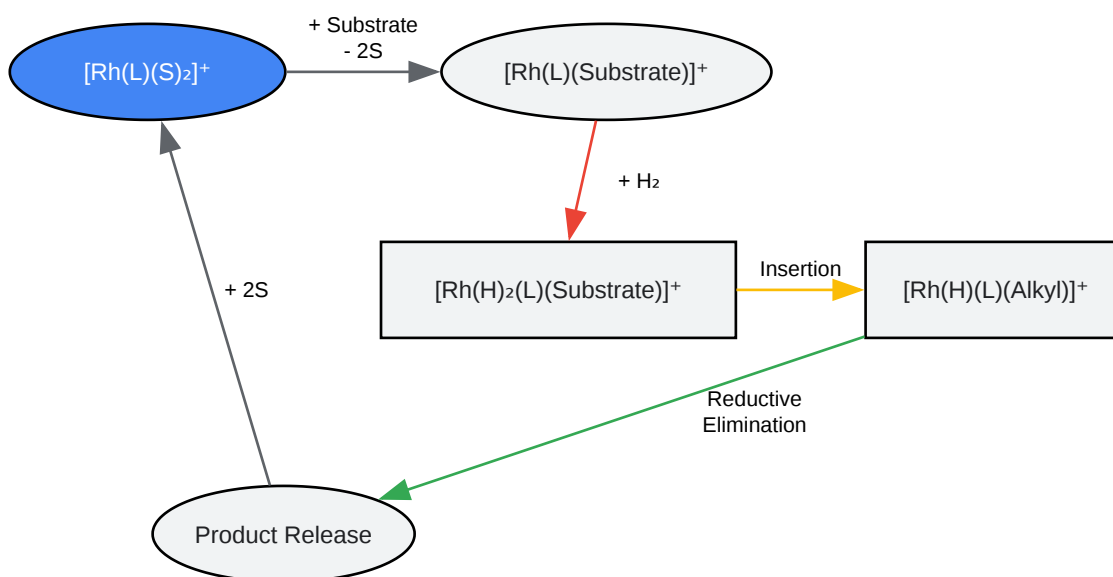 [Rh(L)(S)₂]⁺
+ Substrate
- 2S
[Rh(L)(Substrate)]⁺
+ H₂
[Rh(H)₂(L)(Substrate)]⁺
Insertion
[Rh(H)(L)(Alkyl)]⁺
+ 2S
Reductive
Elimination
Product Release